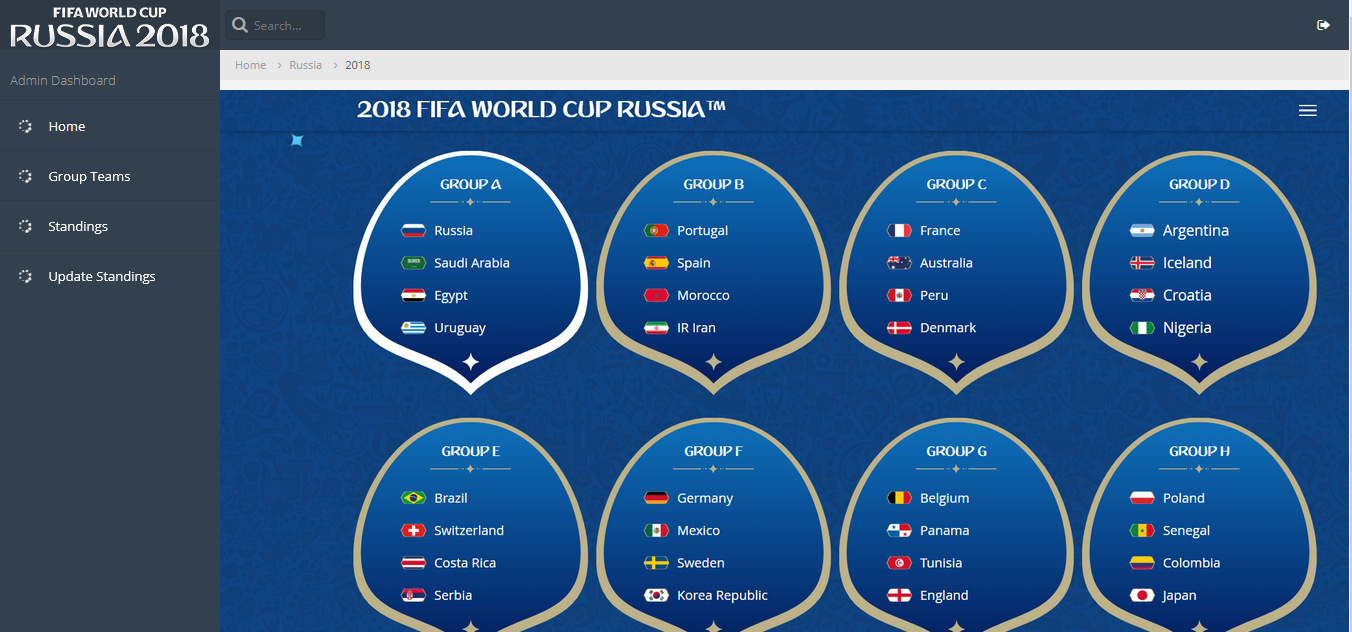 FIFA WORLD CUP
RUSSIA 2018
Search...
Admin Dashboard
Home
Group Teams
Standings
Update Standings
Home > Russia > 2018
2018 FIFA WORLD CUP RUSSIA™
GROUP A
Russia
Saudi Arabia
Egypt
Uruguay
GROUP B
Portugal
Spain
Morocco
IR Iran
GROUP C
France
Australia
Peru
Denmark
GROUP D
Argentina
Iceland
Croatia
Nigeria
GROUP E
Brazil
Switzerland
Costa Rica
Serbia
GROUP F
Germany
Mexico
Sweden
Korea Republic
GROUP G
Belgium
Panama
Tunisia
England
GROUP H
Poland
Senegal
Colombia
Japan